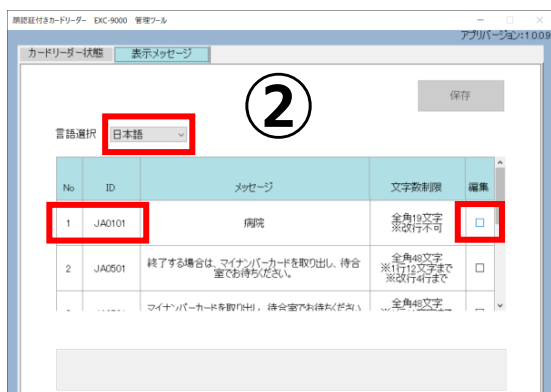 顔認証付きカードリーダー EXC-9000 管理ツール
アプリバージョン:1.0.0.9
カードリーダー状態 表示メッセージ
②
保存
言語選択 日本語
No ID メッセージ 文字数制限 編集
1 JA0101 病院 全角19文字
※改行不可
2 JA0501 終了する場合は、マイナンバーカードを取り出し、待合
室でお待ちください。 全角48文字
※1行12文字まで
※改行4行まで
マイナンバーカードを取り出し、待合室でお待ちください 全角48文字